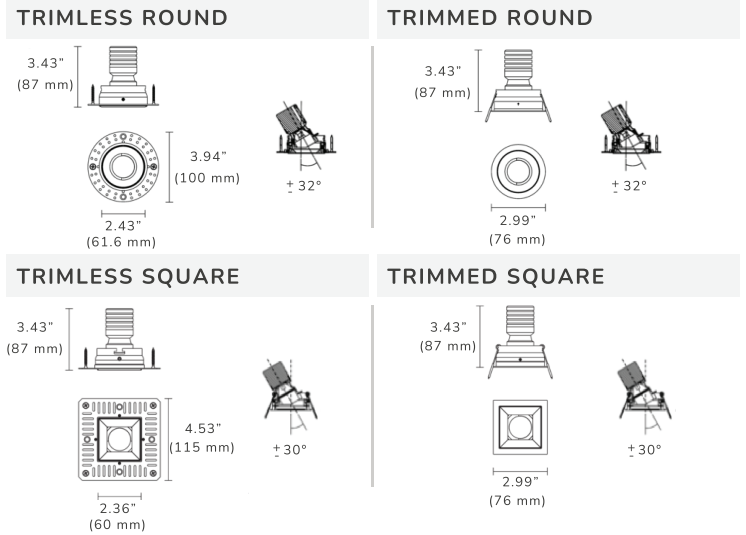 TRIMLESS ROUND
3.43”
(87 mm)
3.94”
(100 mm)
± 32°
2.43”
(61.6 mm)
TRIMMED ROUND
3.43”
(87 mm)
± 32°
2.99”
(76 mm)
TRIMLESS SQUARE
3.43”
(87 mm)
4.53”
(115 mm)
±30°
2.36”
(60 mm)
TRIMMED SQUARE
3.43”
(87 mm)
±30°
2.99”
(76 mm)